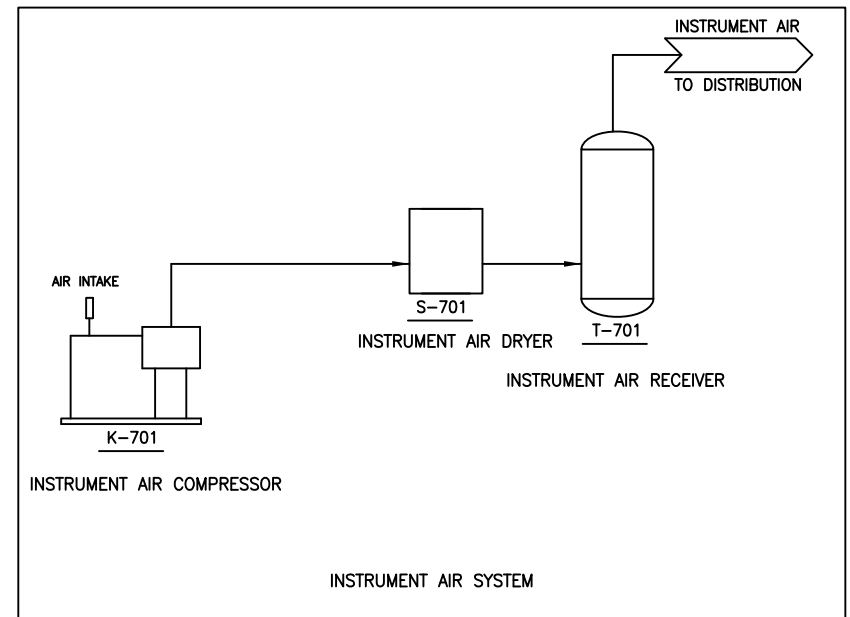 INSTRUMENT AIR
TO DISTRIBUTION
AIR INTAKE
S-701
INSTRUMENT AIR DRYER
T-701
INSTRUMENT AIR RECEIVER
K-701
INSTRUMENT AIR COMPRESSOR
INSTRUMENT AIR SYSTEM